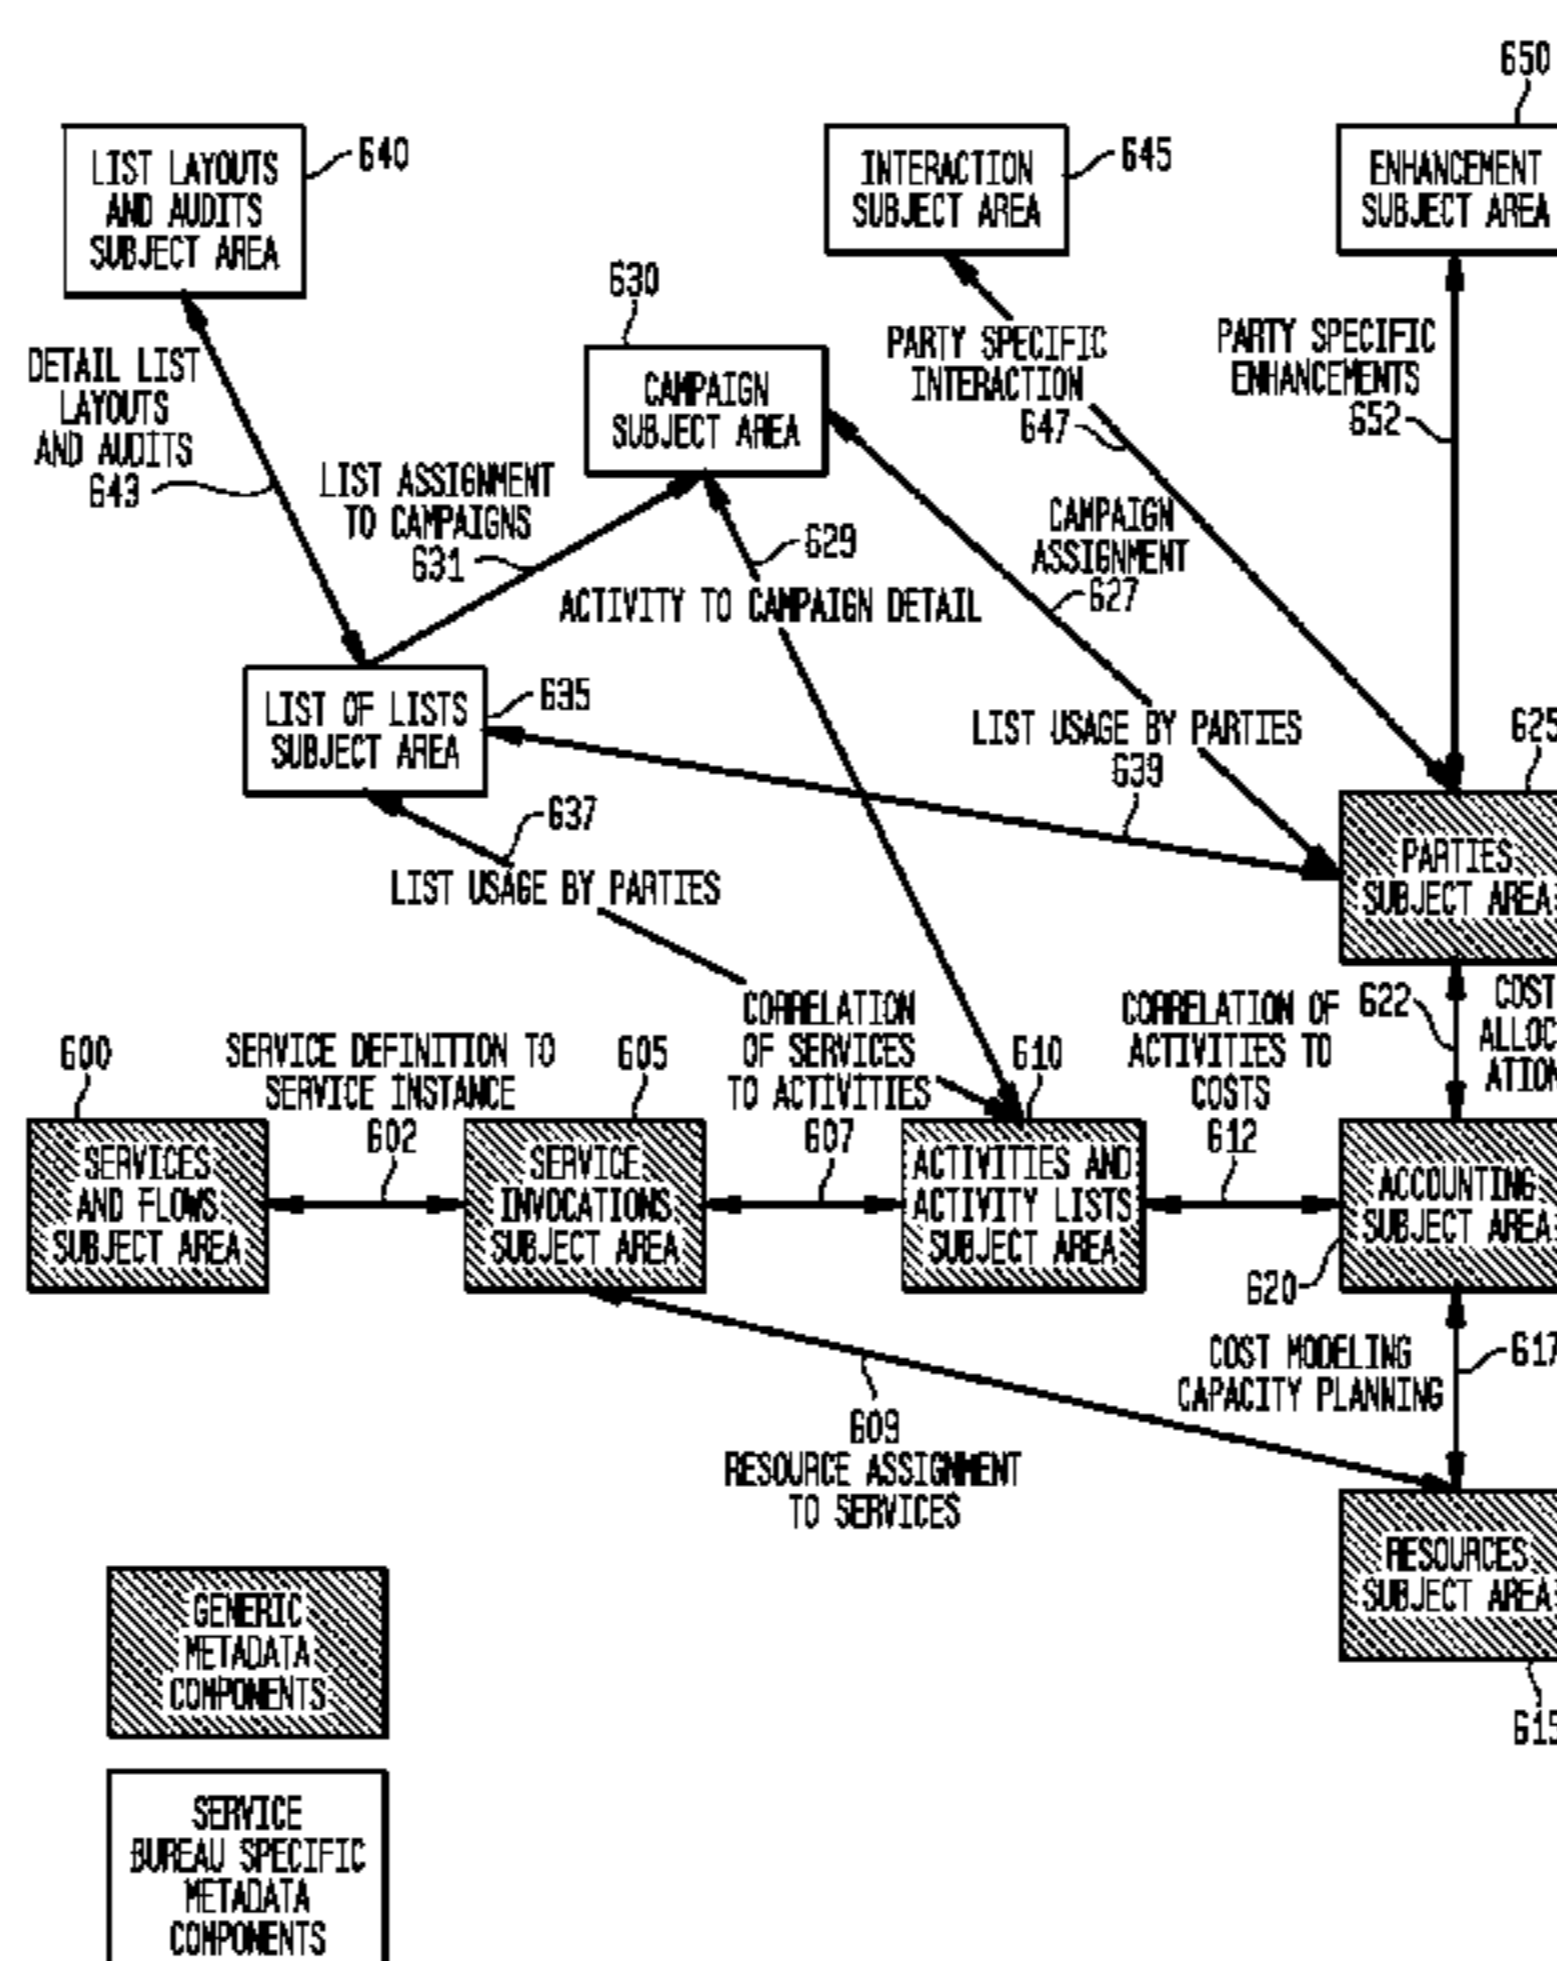 650
LIST LAYOUTS
AND AUDITS
SUBJECT AREA
640
INTERACTION
SUBJECT AREA
645
ENHANCEMENT
SUBJECT AREA
630
DETAIL LIST
LAYOUTS
AND AUDITS
643
CAMPAIGN
SUBJECT AREA
PARTY SPECIFIC
INTERACTION
647
PARTY SPECIFIC
ENHANCEMENTS
652
LIST ASSIGNMENT
TO CAMPAIGNS
631
629
CAMPAIGN
ASSIGNMENT
627
ACTIVITY TO CAMPAIGN DETAIL
LIST OF LISTS
SUBJECT AREA
635
LIST USAGE BY PARTIES
639
625
637
LIST USAGE BY PARTIES
PARTIES
SUBJECT AREA
600
SERVICE DEFINITION TO
SERVICE INSTANCE
602
605
CORRELATION
OF SERVICES
TO ACTIVITIES
607
610
CORRELATION OF
ACTIVITIES TO
COSTS
612
622
COST
ALLOC
ATION
SERVICES
AND FLOWS
SUBJECT AREA
SERVICE
INVOCATIONS
SUBJECT AREA
ACTIVITIES AND
ACTIVITY LISTS
SUBJECT AREA
ACCOUNTING
SUBJECT AREA
620
609
RESOURCE ASSIGNMENT
TO SERVICES
COST MODELING
CAPACITY PLANNING
617
RESOURCES
SUBJECT AREA
615
GENERIC
METADATA
COMPONENTS
SERVICE
BUREAU SPECIFIC
METADATA
COMPONENTS